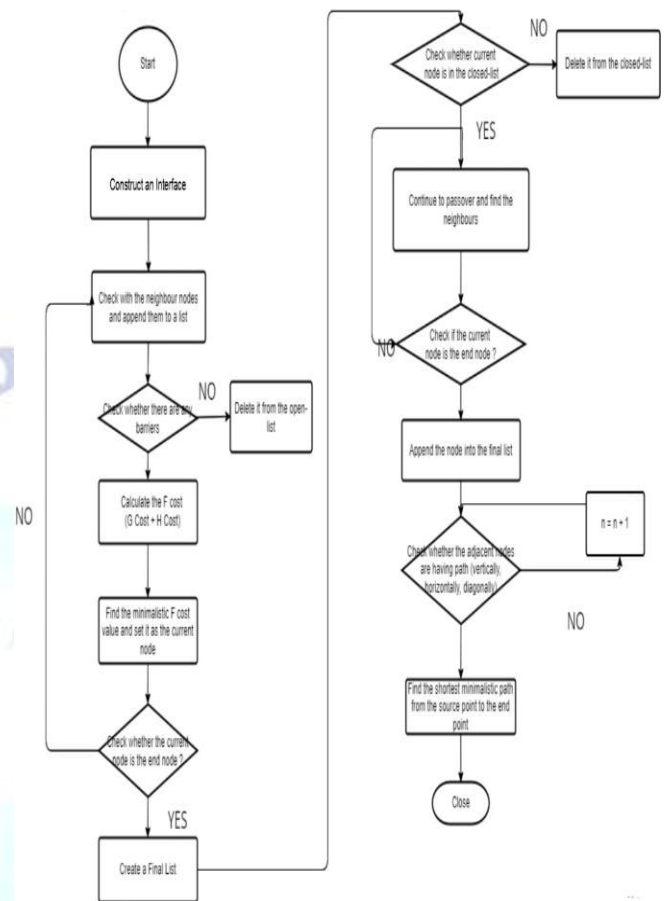 Start
Construct an Interface
Check with the neighbour nodes
and append them to a list
Check whether there are any
barriers
NO
Delete it from the open-
list
Calculate the F cost
(G Cost + H Cost)
Find the minimalistic F cost
value and set it as the current
node
Check whether the current
node is the end node ?
NO
YES
Create a Final List
Check whether current
node is in the closed-list
NO
Delete it from the closed-list
YES
Continue to passover and find the
neighbours
Check if the current
node is the end node ?
NO
Append the node into the final list
Check whether the adjacent nodes
are having path (vertically,
horizontally, diagonally)
n = n + 1
NO
Find the shortest minimalistic path
from the source point to the end
point
Close